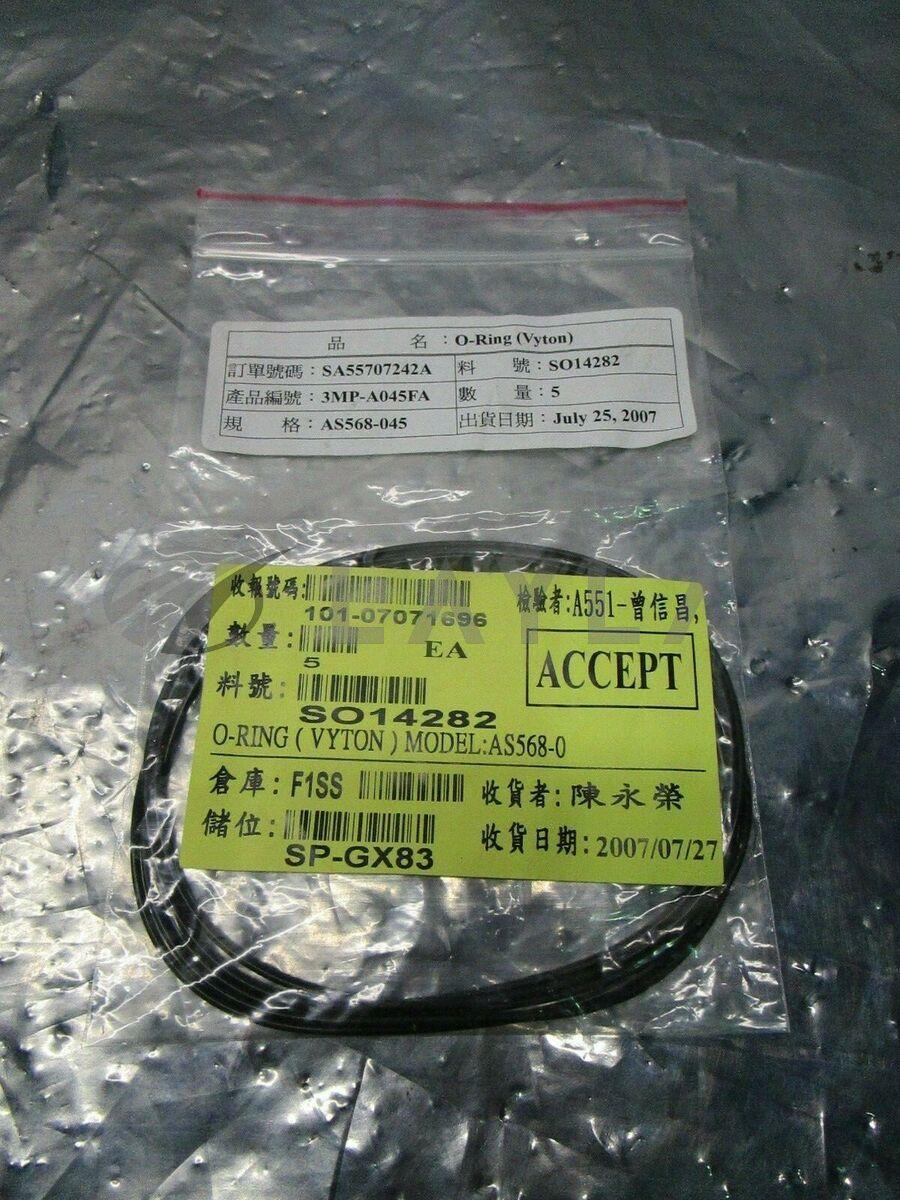 品 名：O-Ring (Vyton)
訂單號碼：SA55707242A 料 號：SO14282
產品編號：3MP-A045FA 數 量：5
規 格：AS568-045 出貨日期：July 25, 2007
收報號碼: 檢驗者:A551-曾信昌,
101-07071696
數量: EA ACCEPT
5
料號:
SO14282
O-RING ( VYTON ) MODEL:AS568-0
倉庫: F1SS 收貨者: 陳永榮
儲位: 收貨日期: 2007/07/27
SP-GX83